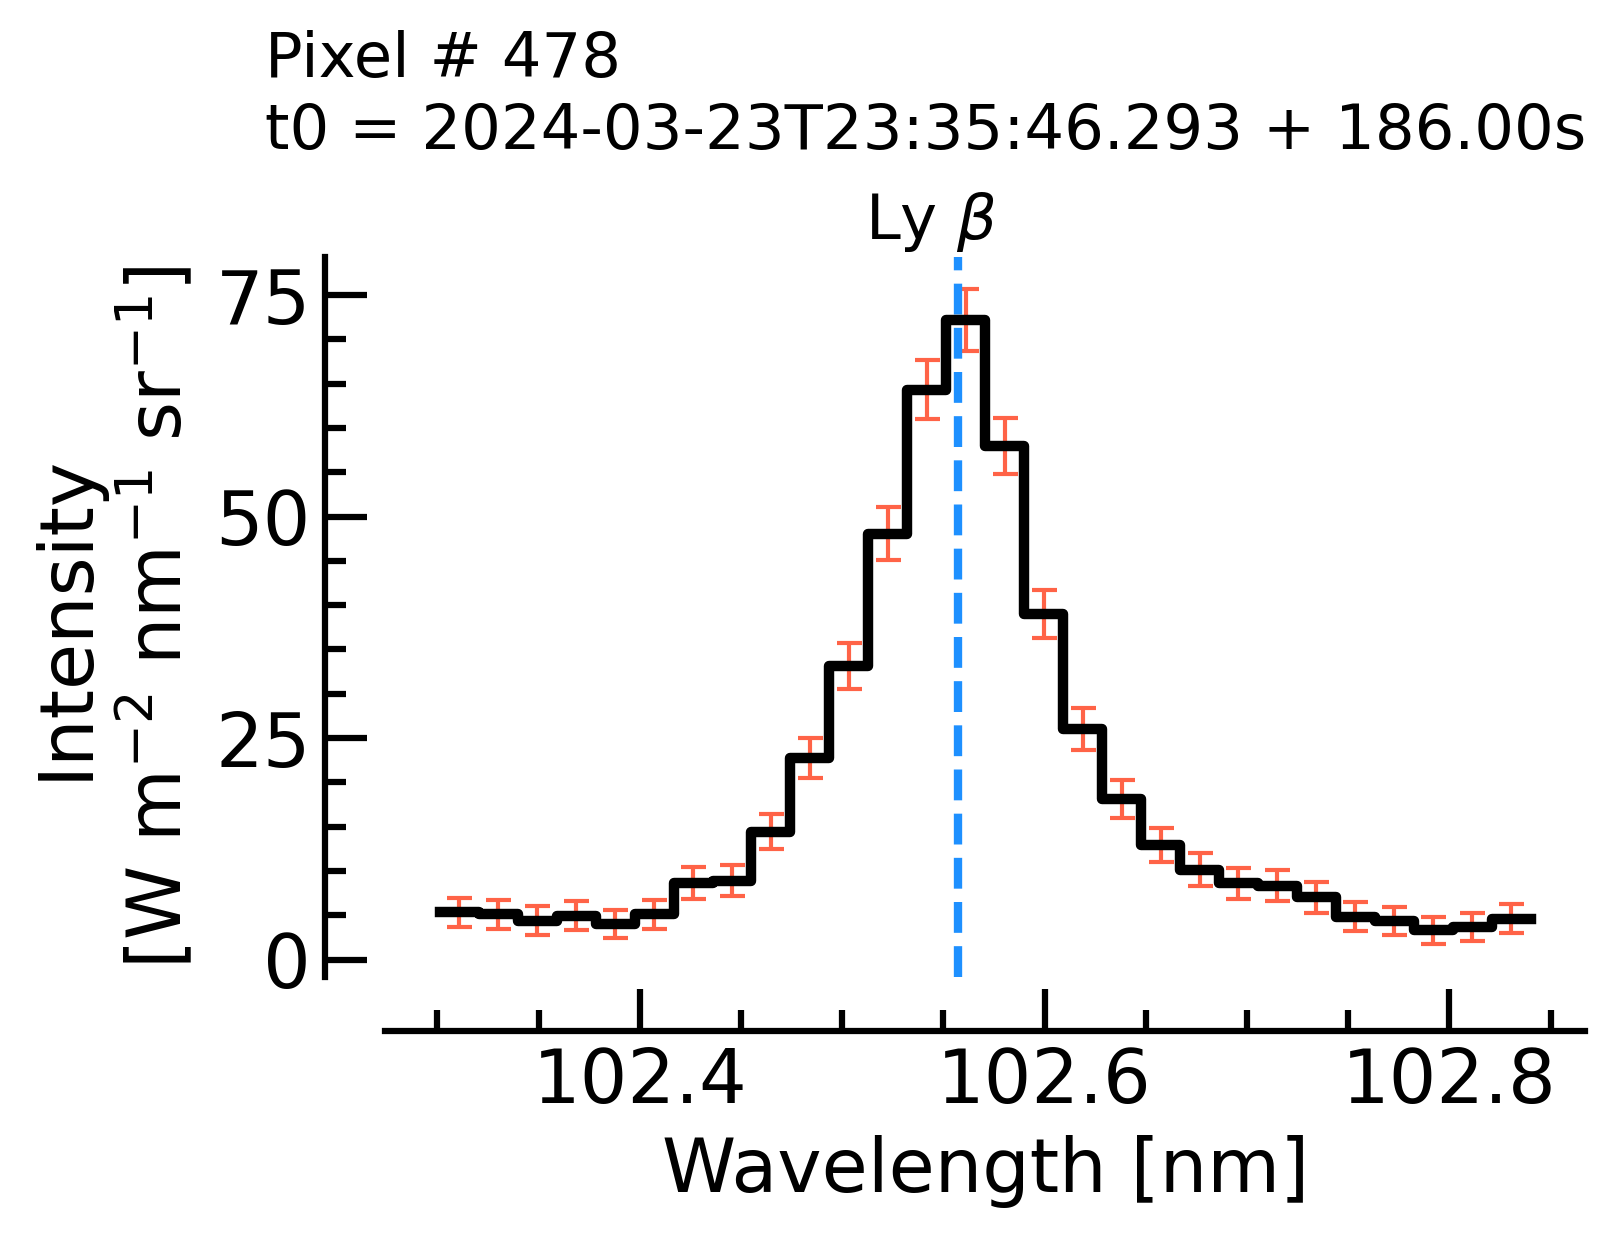 Pixel # 478
t0 = 2024-03-23T23:35:46.293 + 186.00s
Ly β
Intensity
[W m⁻² nm⁻¹ sr⁻¹]
75
50
25
0
102.4 102.6 102.8
Wavelength [nm]